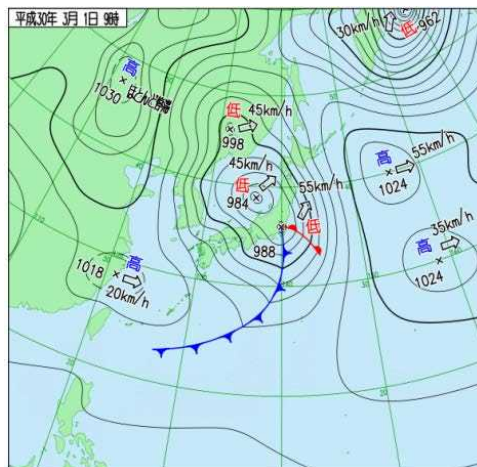 平成30年 3月 1日 9時
30km/h
962
低
高
1030
ほとんど停滞
低
45km/h
998
45km/h
低
984
55km/h
低
988
高
55km/h
1024
35km/h
高
1024
1018
高
20km/h